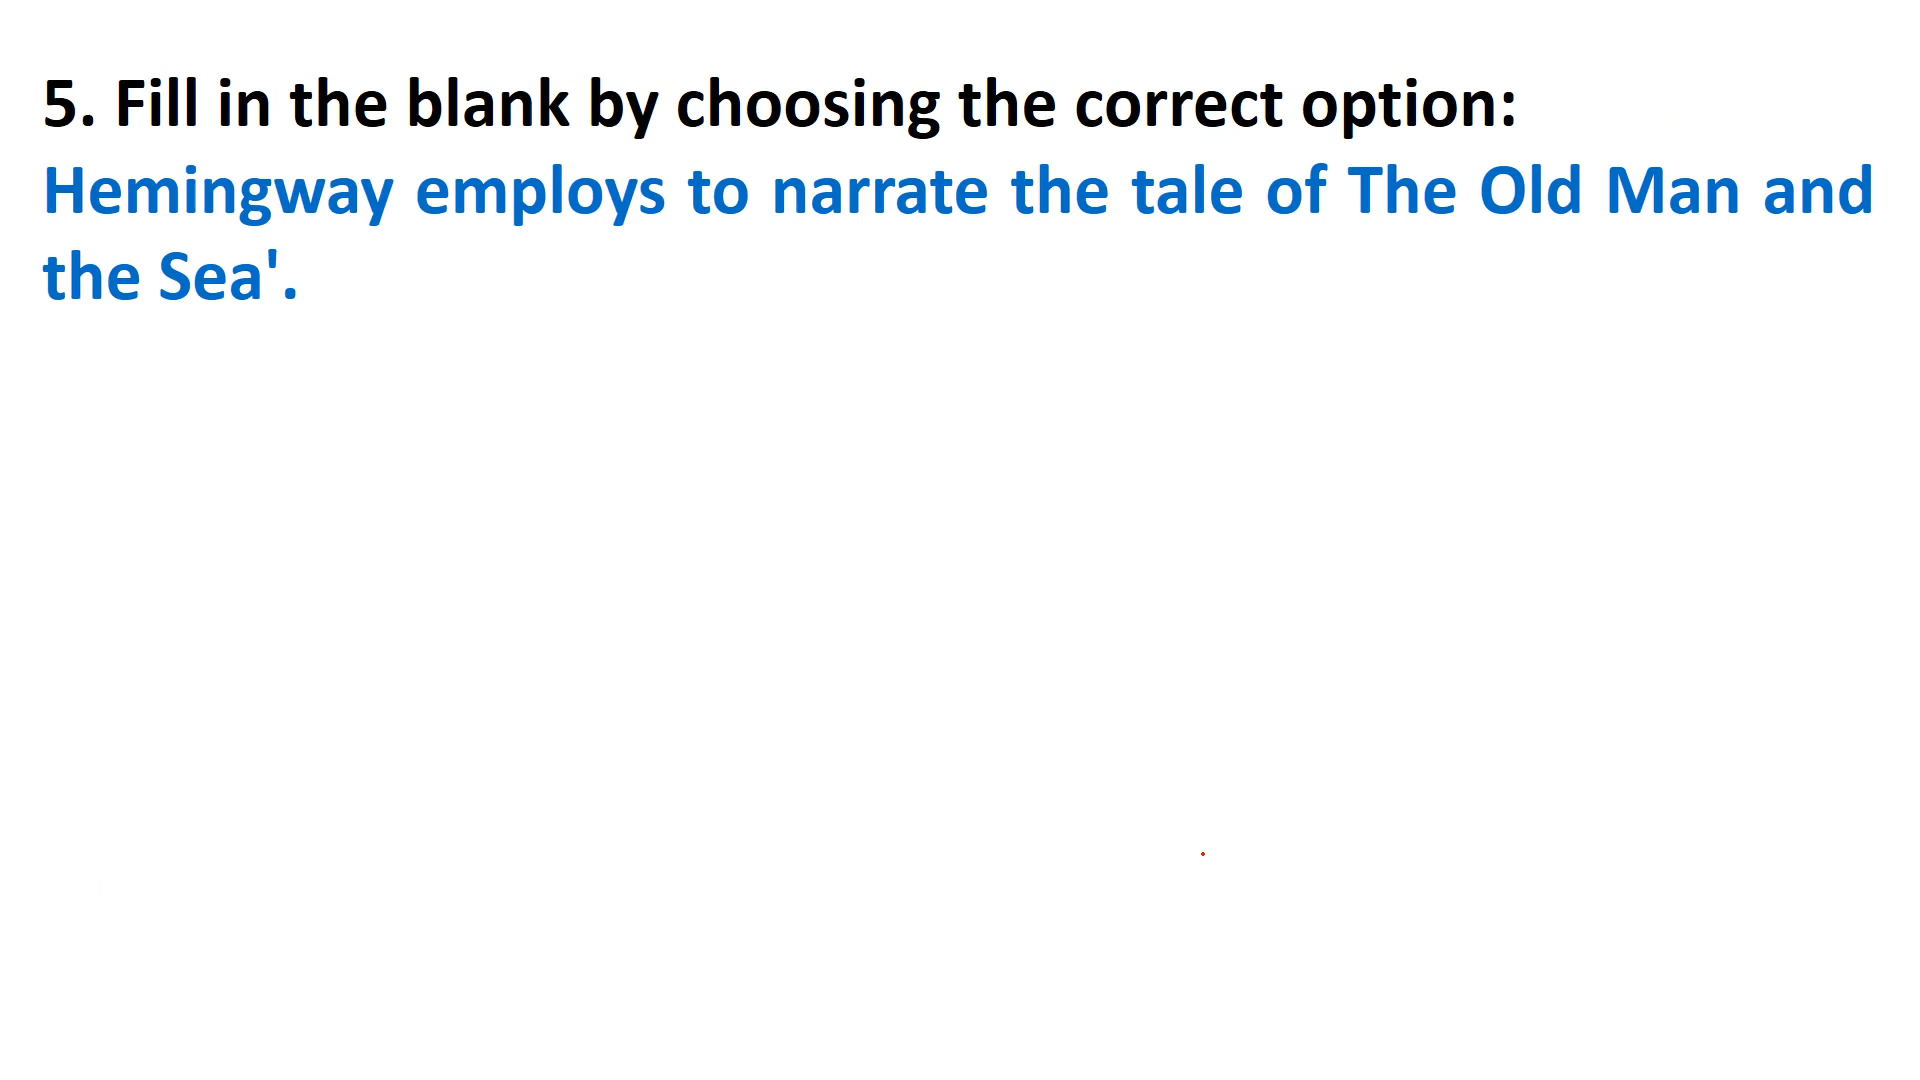 5. Fill in the blank by choosing the correct option:
Hemingway employs to narrate the tale of The Old Man and
the Sea'.